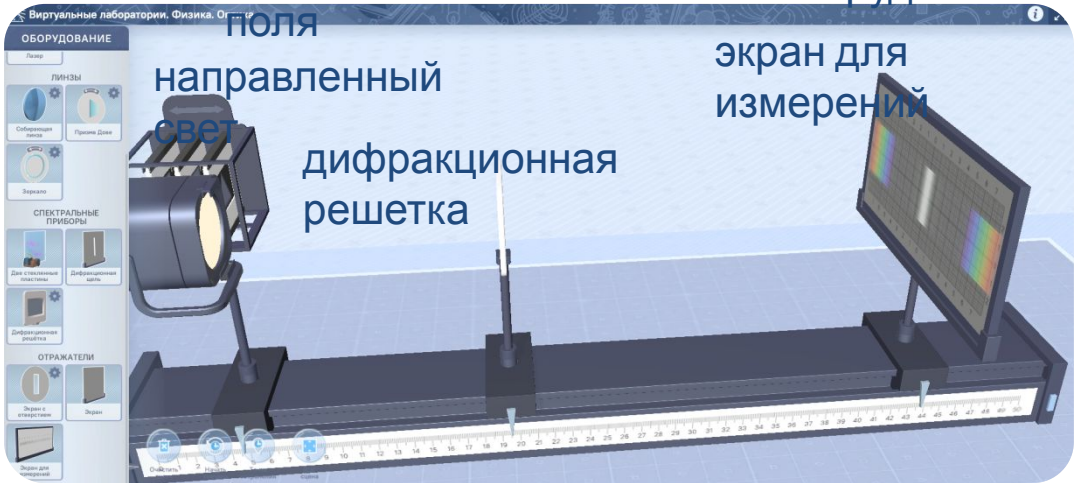 Виртуальные лаборатории. Физика. Оптика
поля
направленный
свет
дифракционная
решетка
экран для
измерений
ОБОРУДОВАНИЕ
Лазер
ЛИНЗЫ
Собирающая
линза
Призма Дове
Зеркало
СПЕКТРАЛЬНЫЕ
ПРИБОРЫ
Две стеклянные
пластины
Дифракционная
щель
Дифракционная
решётка
ОТРАЖАТЕЛИ
Экран с
отверстием
Экран
Экран для
измерений
Очистить
Начать
1 2 3 4 5 6 7 8 9 10 11 12 13 14 15 16 17 18 19 20 21 22 23 24 25 26 27 28 29 30 31 32 33 34 35 36 37 38 39 40 41 42 43 44 45 46 47 48 49 50